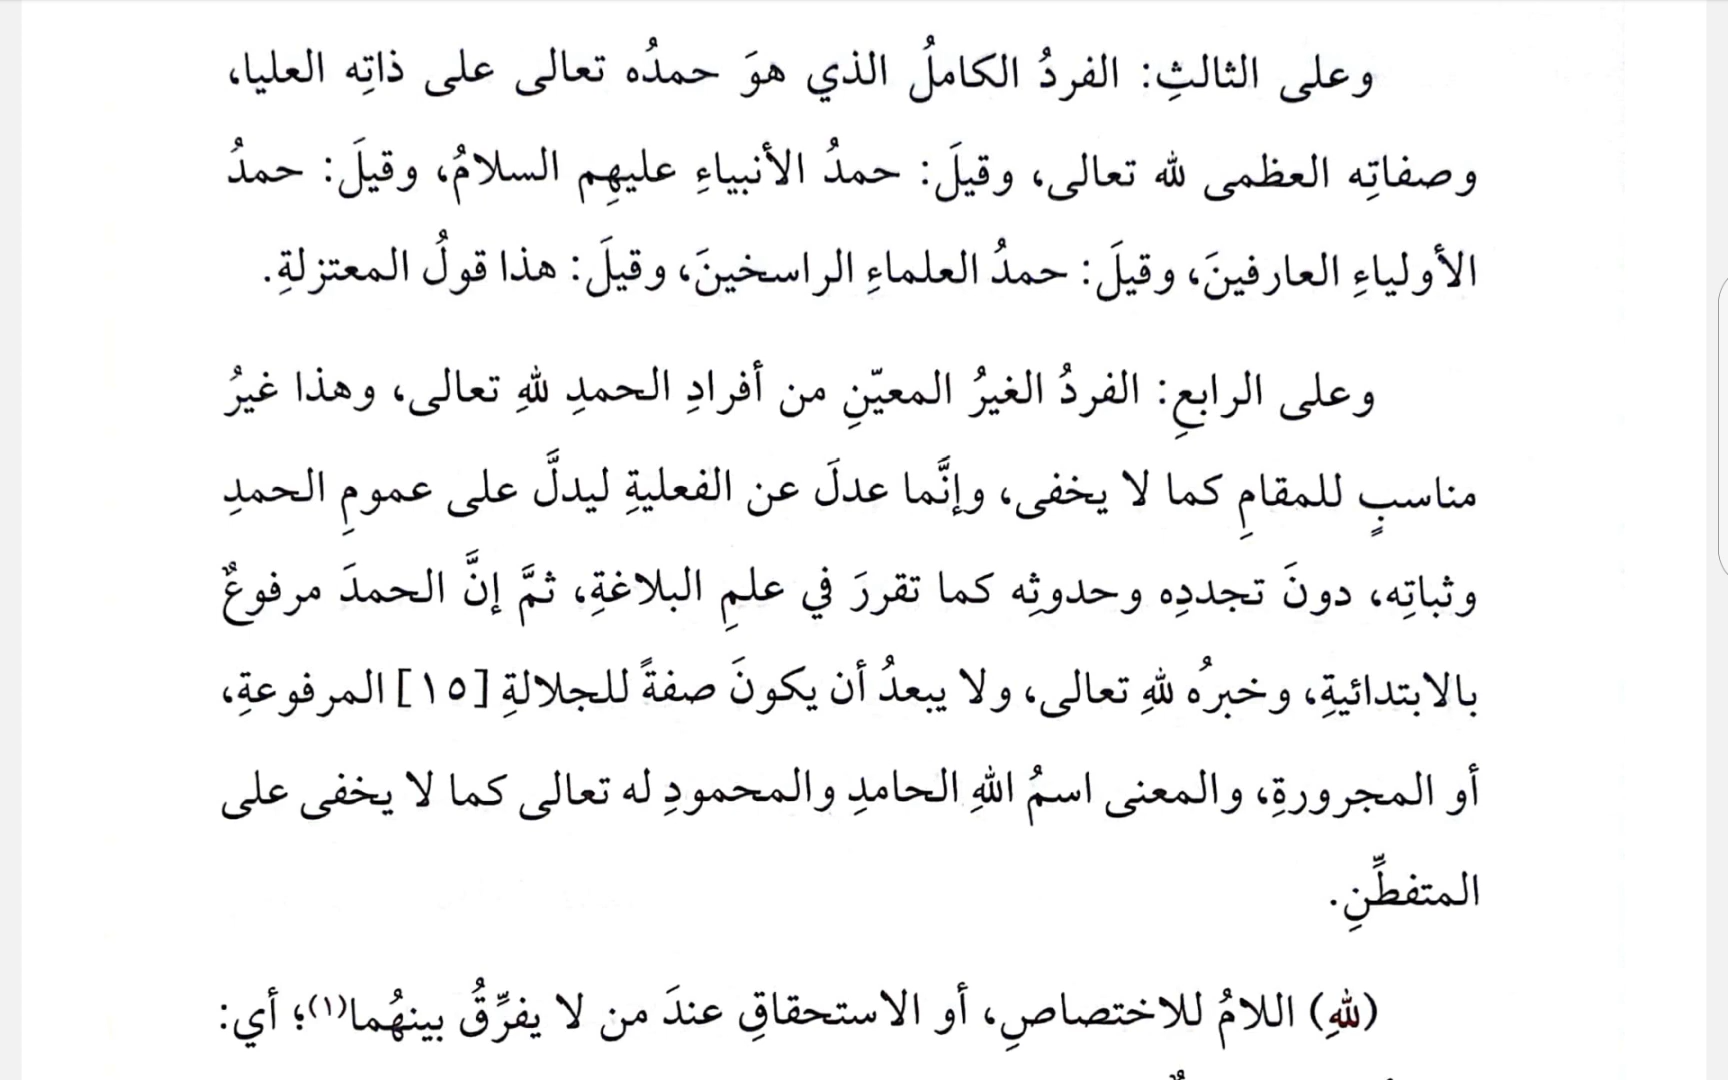 وعلى الثالثِ: الفردُ الكاملُ الذي هوَ حمدُه تعالى على ذاتِه العليا،
وصفاتِه العظمى لله تعالى، وقيلَ: حمدُ الأنبياءِ عليهِم السلامُ، وقيلَ: حمدُ
الأولياءِ العارفينَ، وقيلَ: حمدُ العلماءِ الراسخينَ، وقيلَ: هذا قولُ المعتزلةِ.
وعلى الرابعِ: الفردُ الغيرُ المعيّنِ من أفرادِ الحمدِ للهِ تعالى، وهذا غيرُ
مناسبٍ للمقامِ كما لا يخفى، وإنَّما عدلَ عن الفعليةِ ليدلَّ على عمومِ الحمدِ
وثباتِه، دونَ تجددِه وحدوثِه كما تقررَ في علمِ البلاغةِ، ثمَّ إنَّ الحمدَ مرفوعٌ
بالابتدائيةِ، وخبرُه للهِ تعالى، ولا يبعدُ أن يكونَ صفةً للجلالةِ [١٥] المرفوعةِ،
أو المجرورةِ، والمعنى اسمُ اللهِ الحامدِ والمحمودِ له تعالى كما لا يخفى على
المتفطِّنِ.
(للهِ) اللامُ للاختصاصِ، أو الاستحقاقِ عندَ من لا يفرِّقُ بينهُما(١)؛ أي: